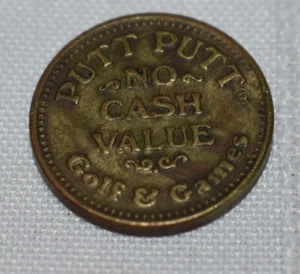 PUTT PUTT®
NO
CASH
VALUE
Golf & Games